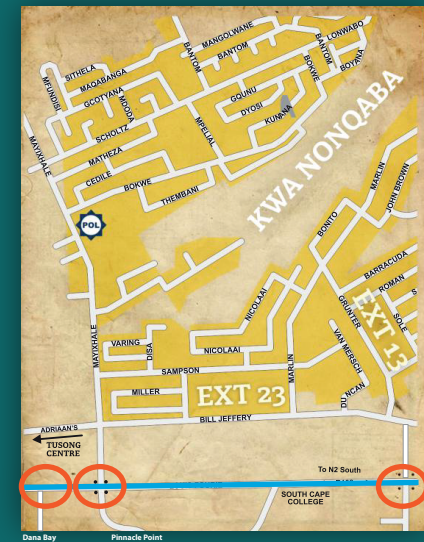 LONWABO
MANGOLWANE
BANTOM
BANTOM
BANTOM
BOKWE
BOYANA
SITHELA
MAQABANGA
MFUNDISI
GCOTYANA
MDODA
GQUNU
DYOSI
KUNANA
SCHOLTZ
MPELIAL
MAYIXHALE
MATHEZA
CEDILE
BOKWE
THEMBANI
KWA NONQABA
MARLIN
JOHN BROWN
POL
BONITO
BARRACUDA
ROMAN
SOLE
NICOLAAI
GRUNTER
EXT 13
MAYIXHALE
VARING
DISA
NICOLAAI
VAN MERSCH
SAMPSON
MARLIN
MILLER
EXT 23
DUNCAN
BILL JEFFERY
ADRIAAN'S
TUSONG
CENTRE
To N2 South
SOUTH CAPE
COLLEGE
Dana Bay
Pinnacle Point